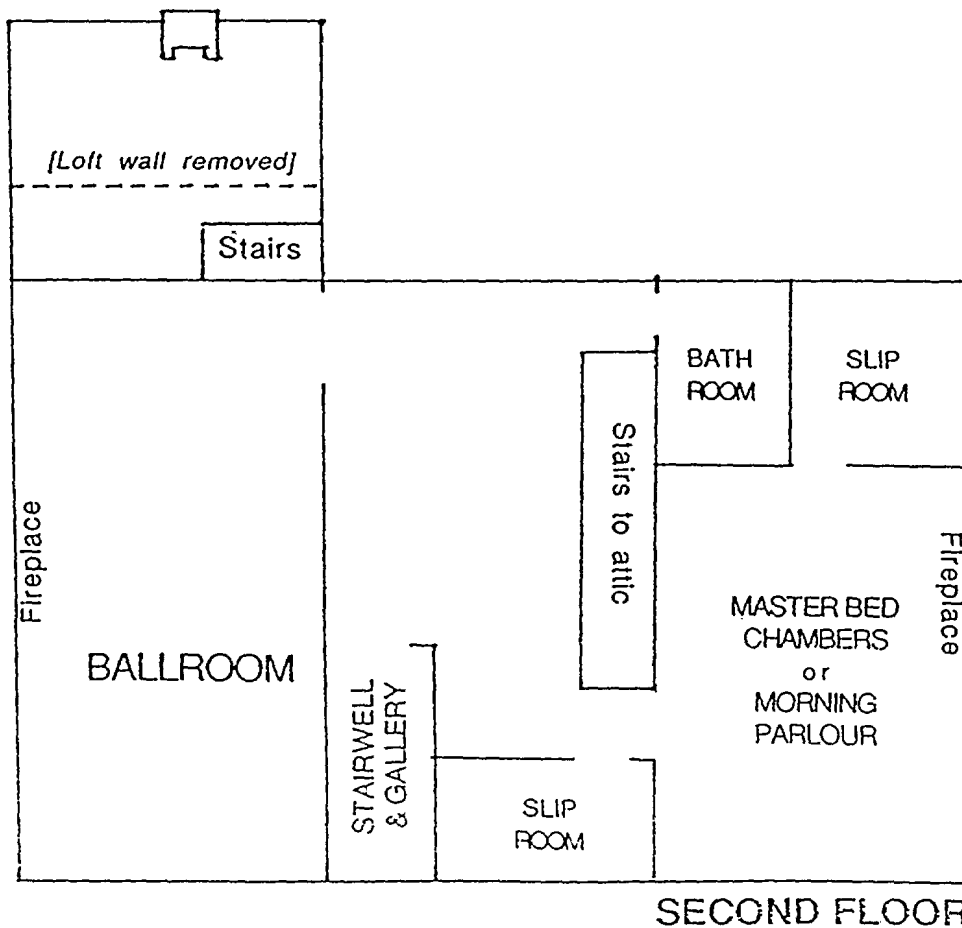 [Loft wall removed]
Stairs
BATH
ROOM
SLIP
ROOM
Stairs to attic
Fireplace
Fireplace
BALLROOM
MASTER BED
CHAMBERS
or
MORNING
PARLOUR
STAIRWELL
& GALLERY
SLIP
ROOM
SECOND FLOOR